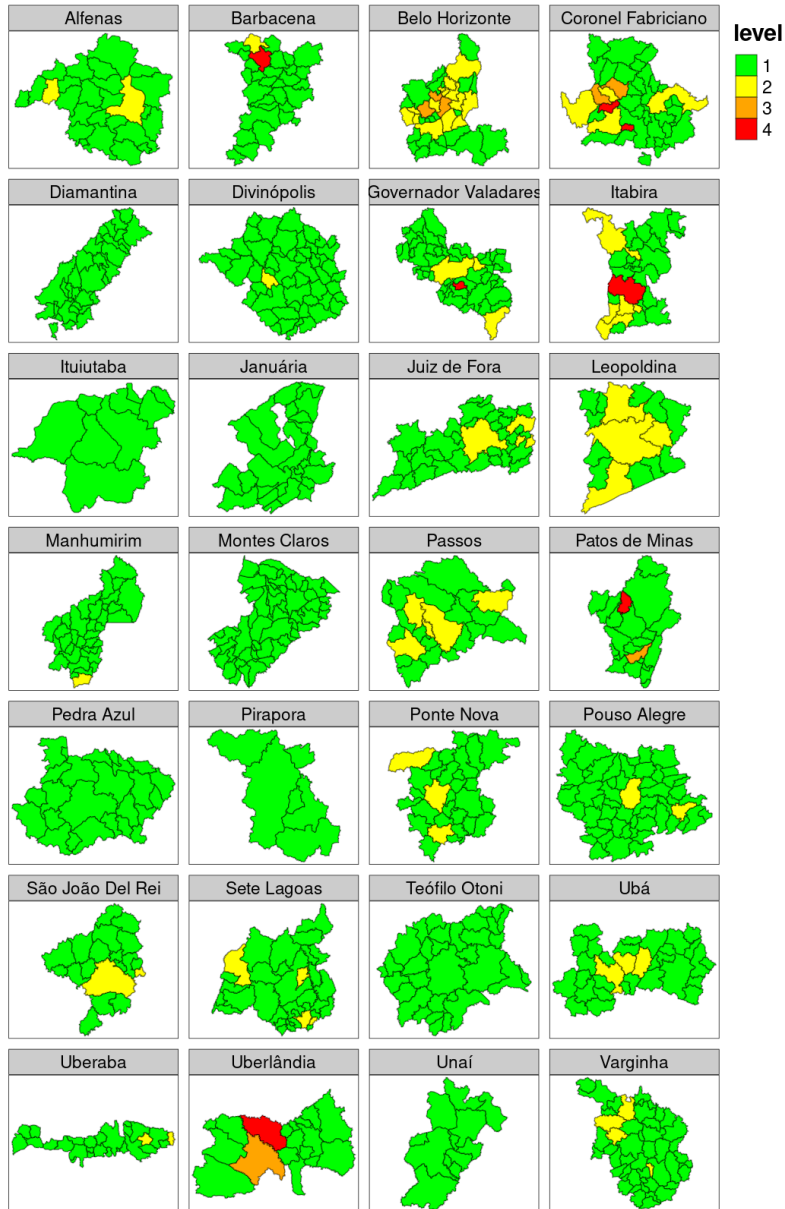 Alfenas
Barbacena
Belo Horizonte
Coronel Fabriciano
level
1
2
3
4
Diamantina
Divinópolis
Governador Valadares
Itabira
Ituiutaba
Januária
Juiz de Fora
Leopoldina
Manhumirim
Montes Claros
Passos
Patos de Minas
Pedra Azul
Pirapora
Ponte Nova
Pouso Alegre
São João Del Rei
Sete Lagoas
Teófilo Otoni
Ubá
Uberaba
Uberlândia
Unaí
Varginha